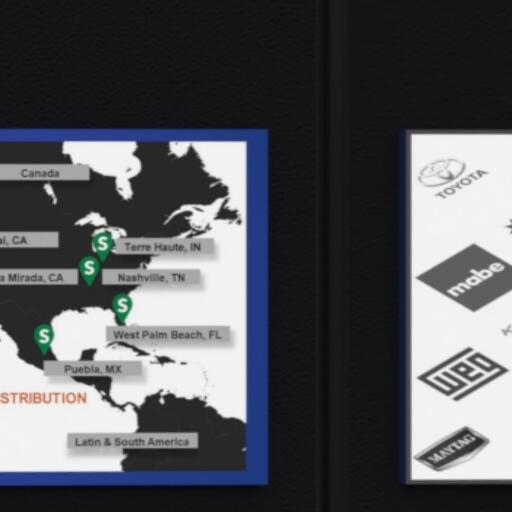 Canada
al, CA
Terre Haute, IN
a Mirada, CA
Nashville, TN
West Palm Beach, FL
Puebla, MX
STRIBUTION
Latin & South America
S
S
S
S
TOYOTA
mabe
K
weg
MAYTAG